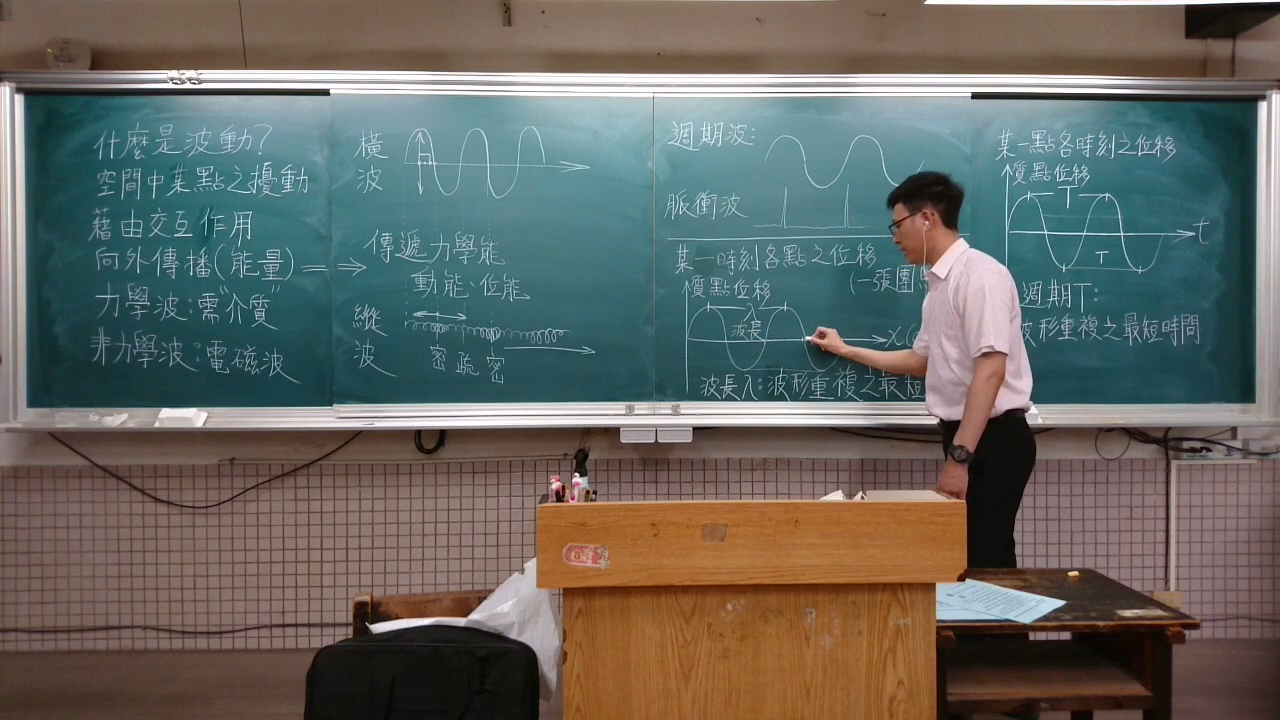 什麼是波動?
空間中某點之擾動
藉由交互作用
向外傳播(能量)
力學波:需"介質"
非力學波:電磁波
橫
波
傳遞力學能
動能、位能
縱
波
密 疏 密
週期波:
脈衝波
某一時刻各點之位移
(一張團
質點位移
λ
波長
x(
波長λ:波形重複之最短
某一點各時刻之位移
質點位移
T
t
T
週期T:
波形重複之最短時間